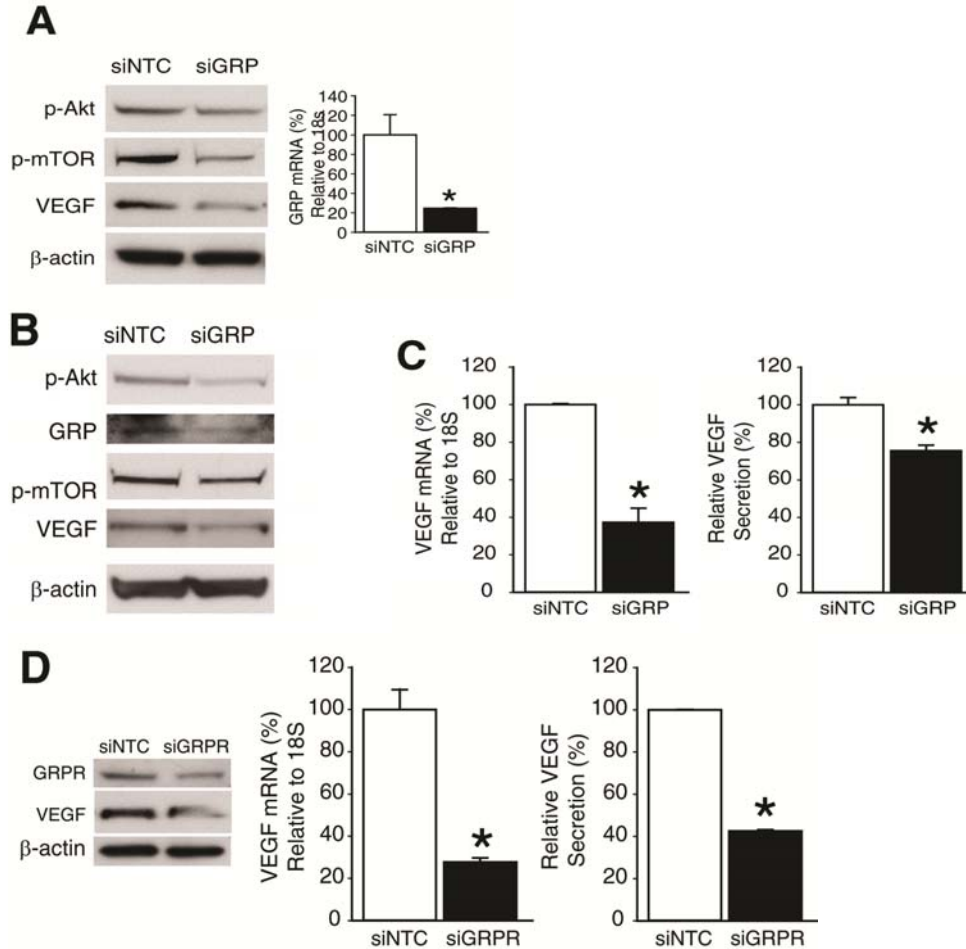 A
siNTC siGRP
p-Akt
p-mTOR
VEGF
β-actin
GRP mRNA (%)
Relative to 18s
140
120
100
80
60
40
20
0
siNTC siGRP
B
siNTC siGRP
p-Akt
GRP
p-mTOR
VEGF
β-actin
C
VEGF mRNA (%)
Relative to 18S
120
100
80
60
40
20
0
*
siNTC siGRP
Relative VEGF
Secretion (%)
120
100
80
60
40
20
0
*
siNTC siGRP
D
siNTC siGRPR
GRPR
VEGF
β-actin
VEGF mRNA (%)
Relative to 18S
120
100
80
60
40
20
0
*
siNTC siGRPR
Relative VEGF
Secretion (%)
120
100
80
60
40
20
0
*
siNTC siGRPR